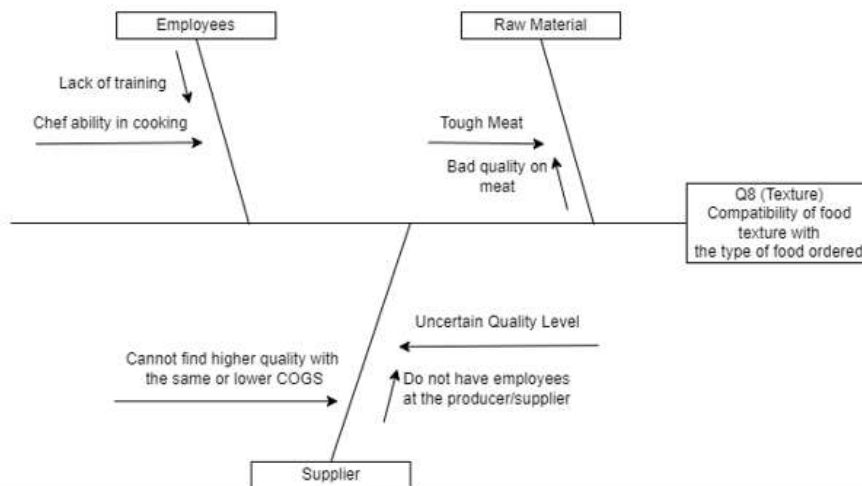 Employees
Raw Material
Lack of training
Chef ability in cooking
Tough Meat
Bad quality on
meat
Q8 (Texture)
Compatibility of food
texture with
the type of food ordered
Uncertain Quality Level
Cannot find higher quality with
the same or lower COGS
Do not have employees
at the producer/supplier
Supplier